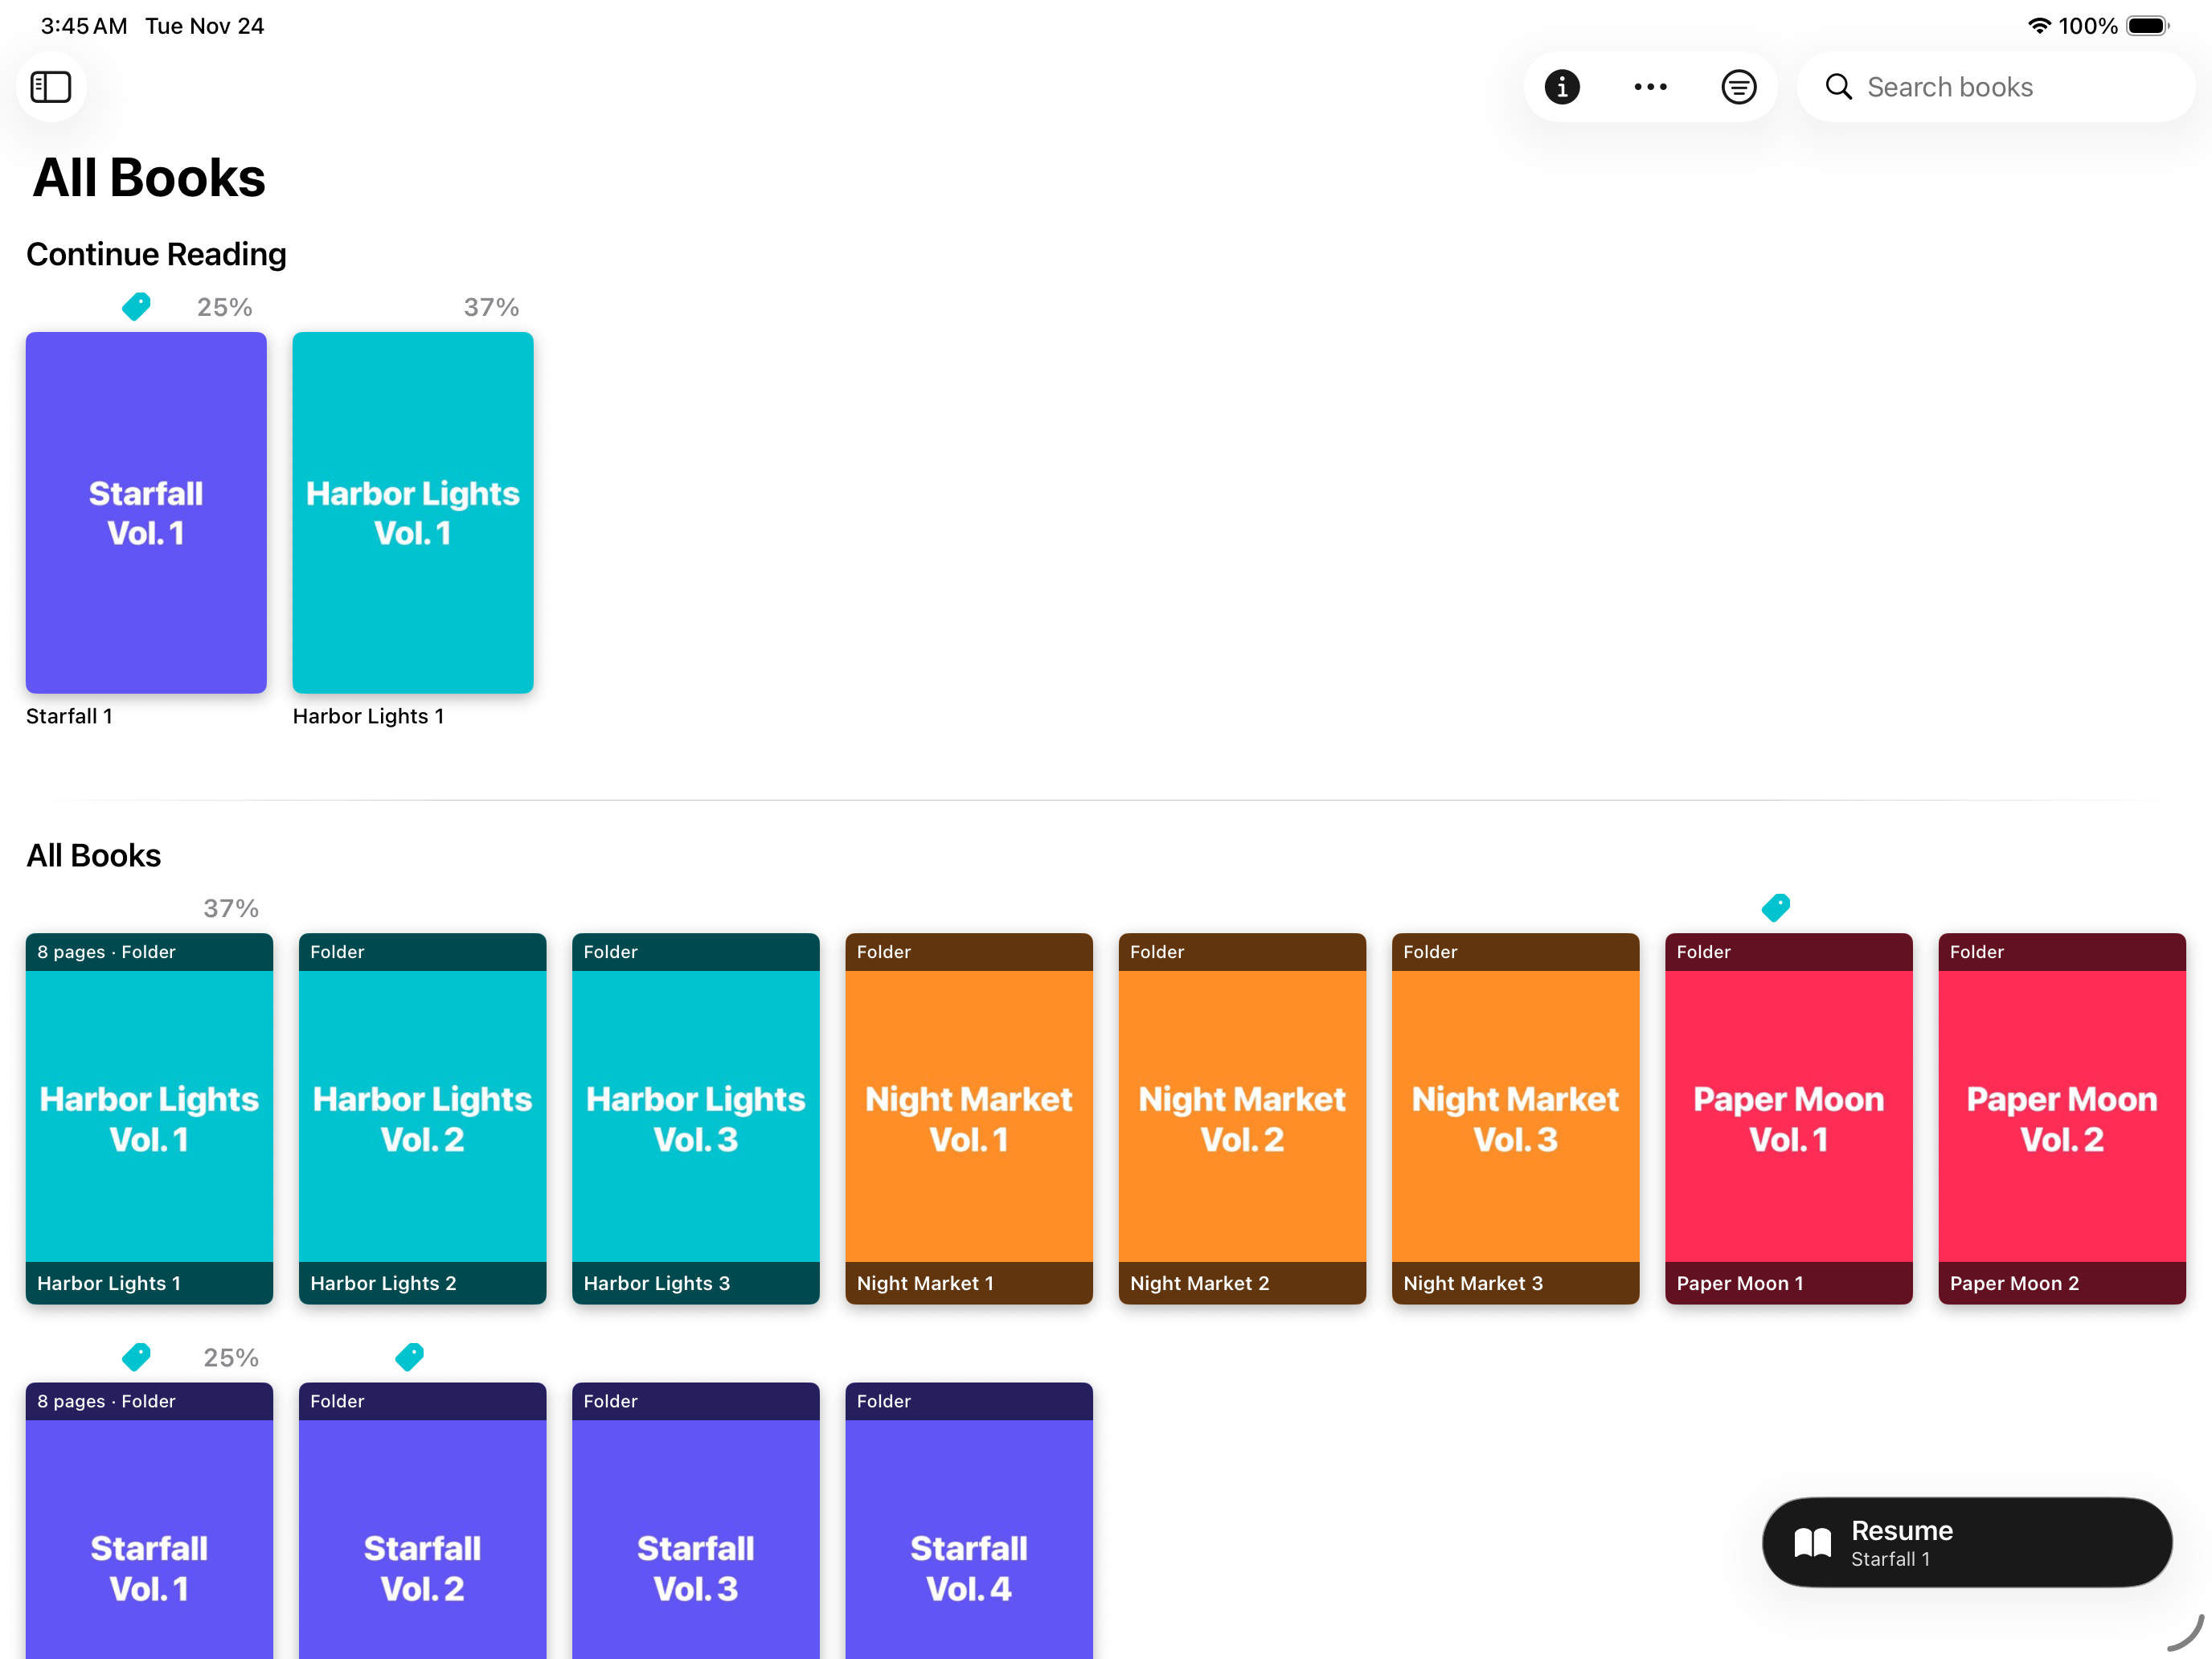 3:45 AM Tue Nov 24
100%
Search books
All Books
Continue Reading
25%
37%
Starfall
Vol. 1
Harbor Lights
Vol. 1
Starfall 1
Harbor Lights 1
All Books
37%
8 pages · Folder
Harbor Lights
Vol. 1
Harbor Lights 1
Folder
Harbor Lights
Vol. 2
Harbor Lights 2
Folder
Harbor Lights
Vol. 3
Harbor Lights 3
Folder
Night Market
Vol. 1
Night Market 1
Folder
Night Market
Vol. 2
Night Market 2
Folder
Night Market
Vol. 3
Night Market 3
Folder
Paper Moon
Vol. 1
Paper Moon 1
Folder
Paper Moon
Vol. 2
Paper Moon 2
25%
8 pages · Folder
Starfall
Vol. 1
Folder
Starfall
Vol. 2
Folder
Starfall
Vol. 3
Folder
Starfall
Vol. 4
Resume
Starfall 1